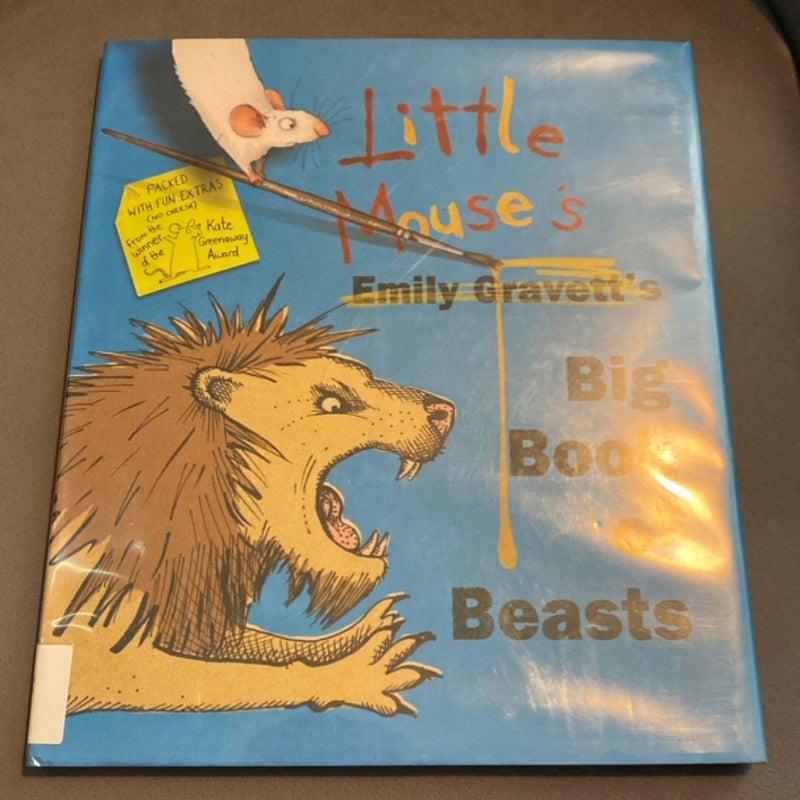 Little
Mouse's
Emily Gravett's
Big
Book
Beasts
PACKED
WITH FUN EXTRAS
(NO CHEESE)
From the
winner
of the
Kate
Greenaway
Award